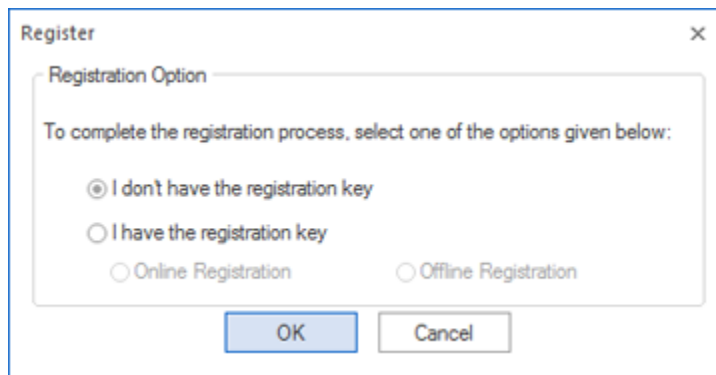 Register
Registration Option
To complete the registration process, select one of the options given below:
I don't have the registration key
I have the registration key
Online Registration Offline Registration
OK Cancel